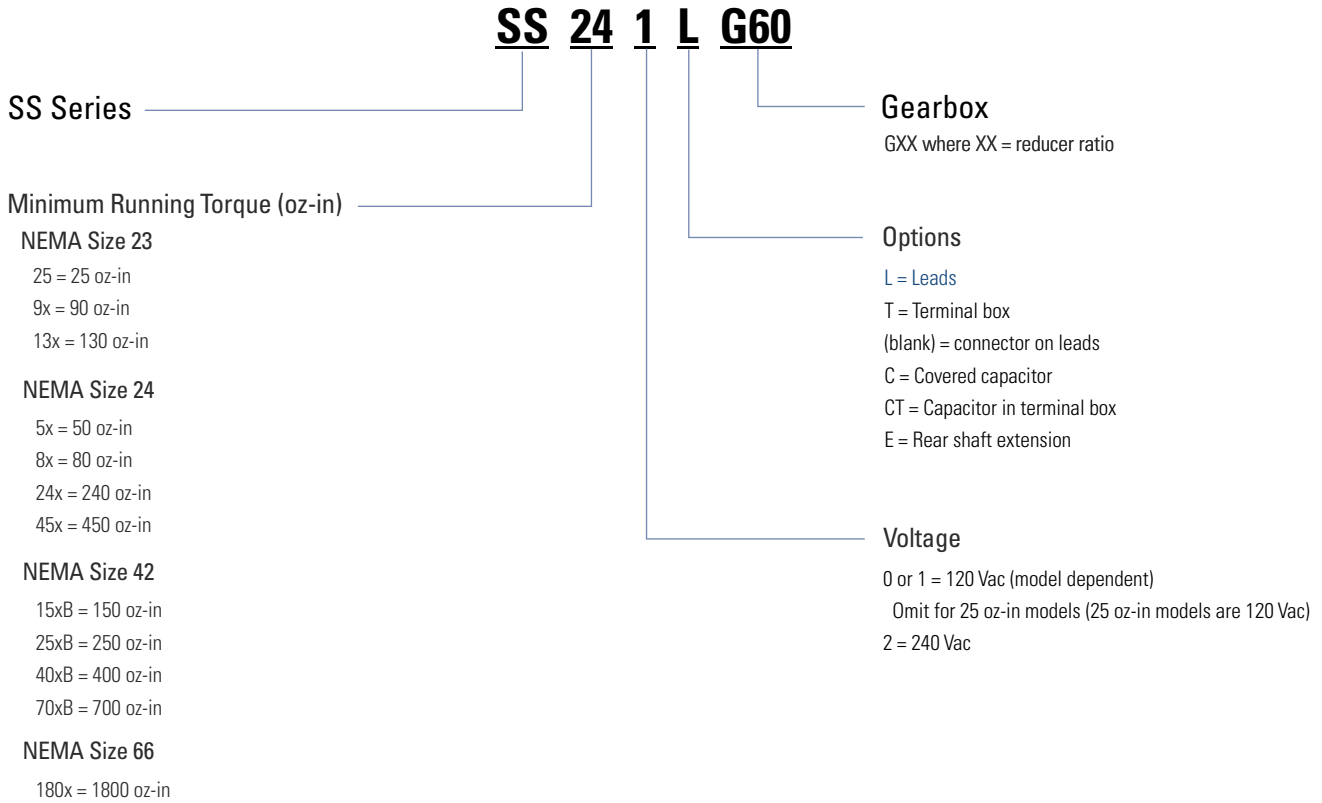 SS 24 1 L G60
SS Series
Minimum Running Torque (oz-in)
NEMA Size 23
25 = 25 oz-in
9x = 90 oz-in
13x = 130 oz-in
NEMA Size 24
5x = 50 oz-in
8x = 80 oz-in
24x = 240 oz-in
45x = 450 oz-in
NEMA Size 42
15xB = 150 oz-in
25xB = 250 oz-in
40xB = 400 oz-in
70xB = 700 oz-in
NEMA Size 66
180x = 1800 oz-in
Gearbox
GXX where XX = reducer ratio
Options
L = Leads
T = Terminal box
(blank) = connector on leads
C = Covered capacitor
CT = Capacitor in terminal box
E = Rear shaft extension
Voltage
0 or 1 = 120 Vac (model dependent)
Omit for 25 oz-in models (25 oz-in models are 120 Vac)
2 = 240 Vac